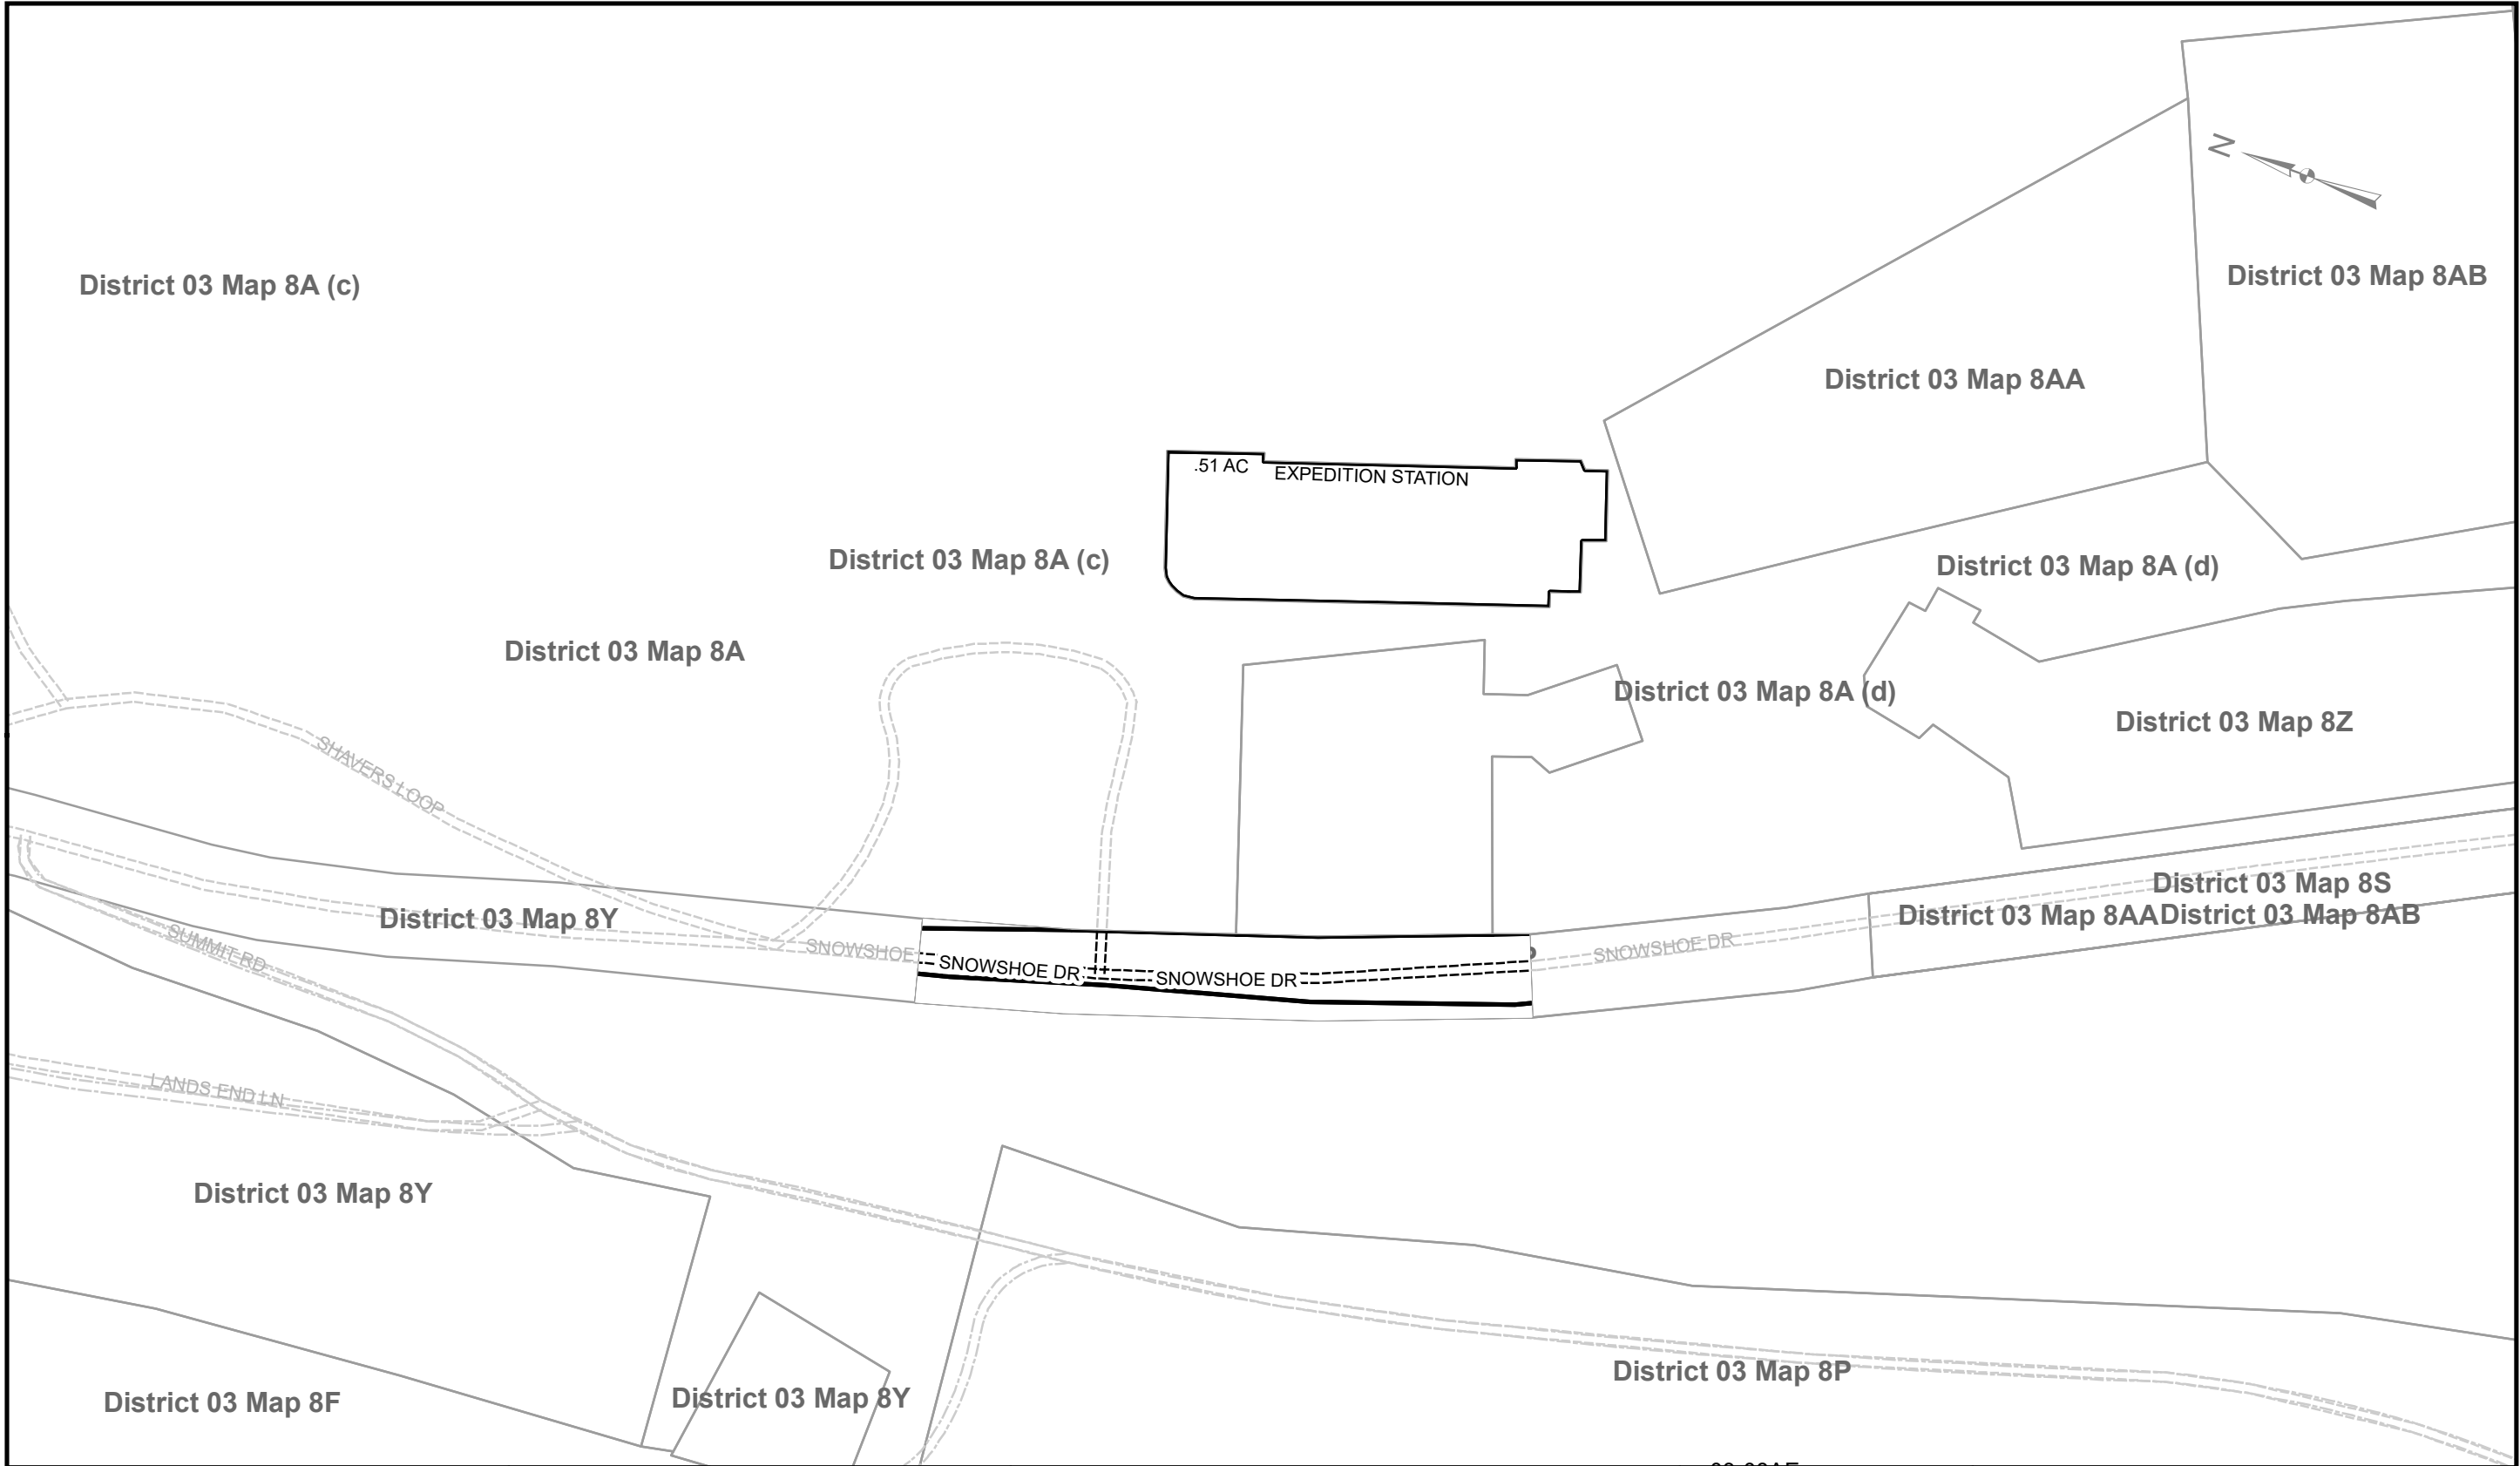 N
District 03 Map 8AB
District 03 Map 8A (c)
District 03 Map 8AA
.51 AC
EXPEDITION STATION
District 03 Map 8A (c)
District 03 Map 8A (d)
District 03 Map 8A
District 03 Map 8A (d)
District 03 Map 8Z
SHAVERS LOOP
District 03 Map 8S
District 03 Map 8Y
District 03 Map 8AA
District 03 Map 8AB
SUMMIT RD
SNOWSHOE
SNOWSHOE DR
SNOWSHOE DR
SNOWSHOE DR
LANDS END LN
District 03 Map 8Y
District 03 Map 8P
District 03 Map 8F
District 03 Map 8Y